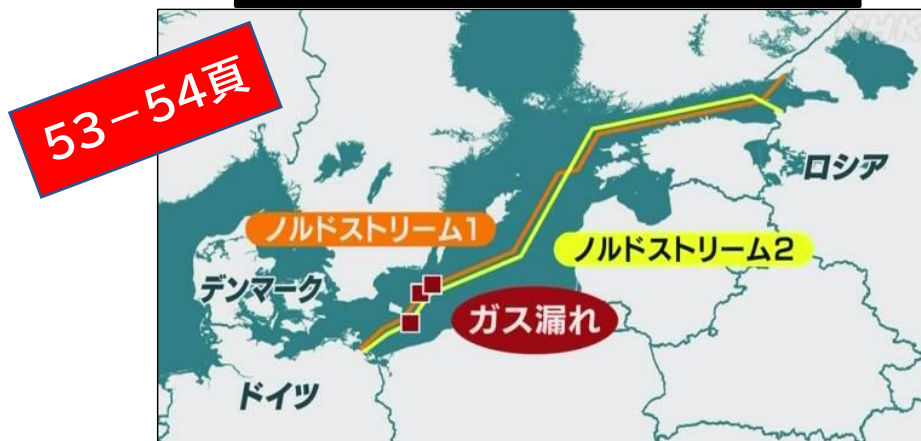 NHK
53-54頁
ロシア
ノルドストリーム1
ノルドストリーム2
デンマーク
ガス漏れ
ドイツ